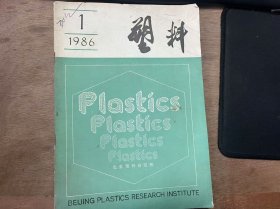 1
1986
塑料
Plastics
Plastics
Plastics
Plastics
BEIJING PLASTICS RESEARCH INSTITUTE